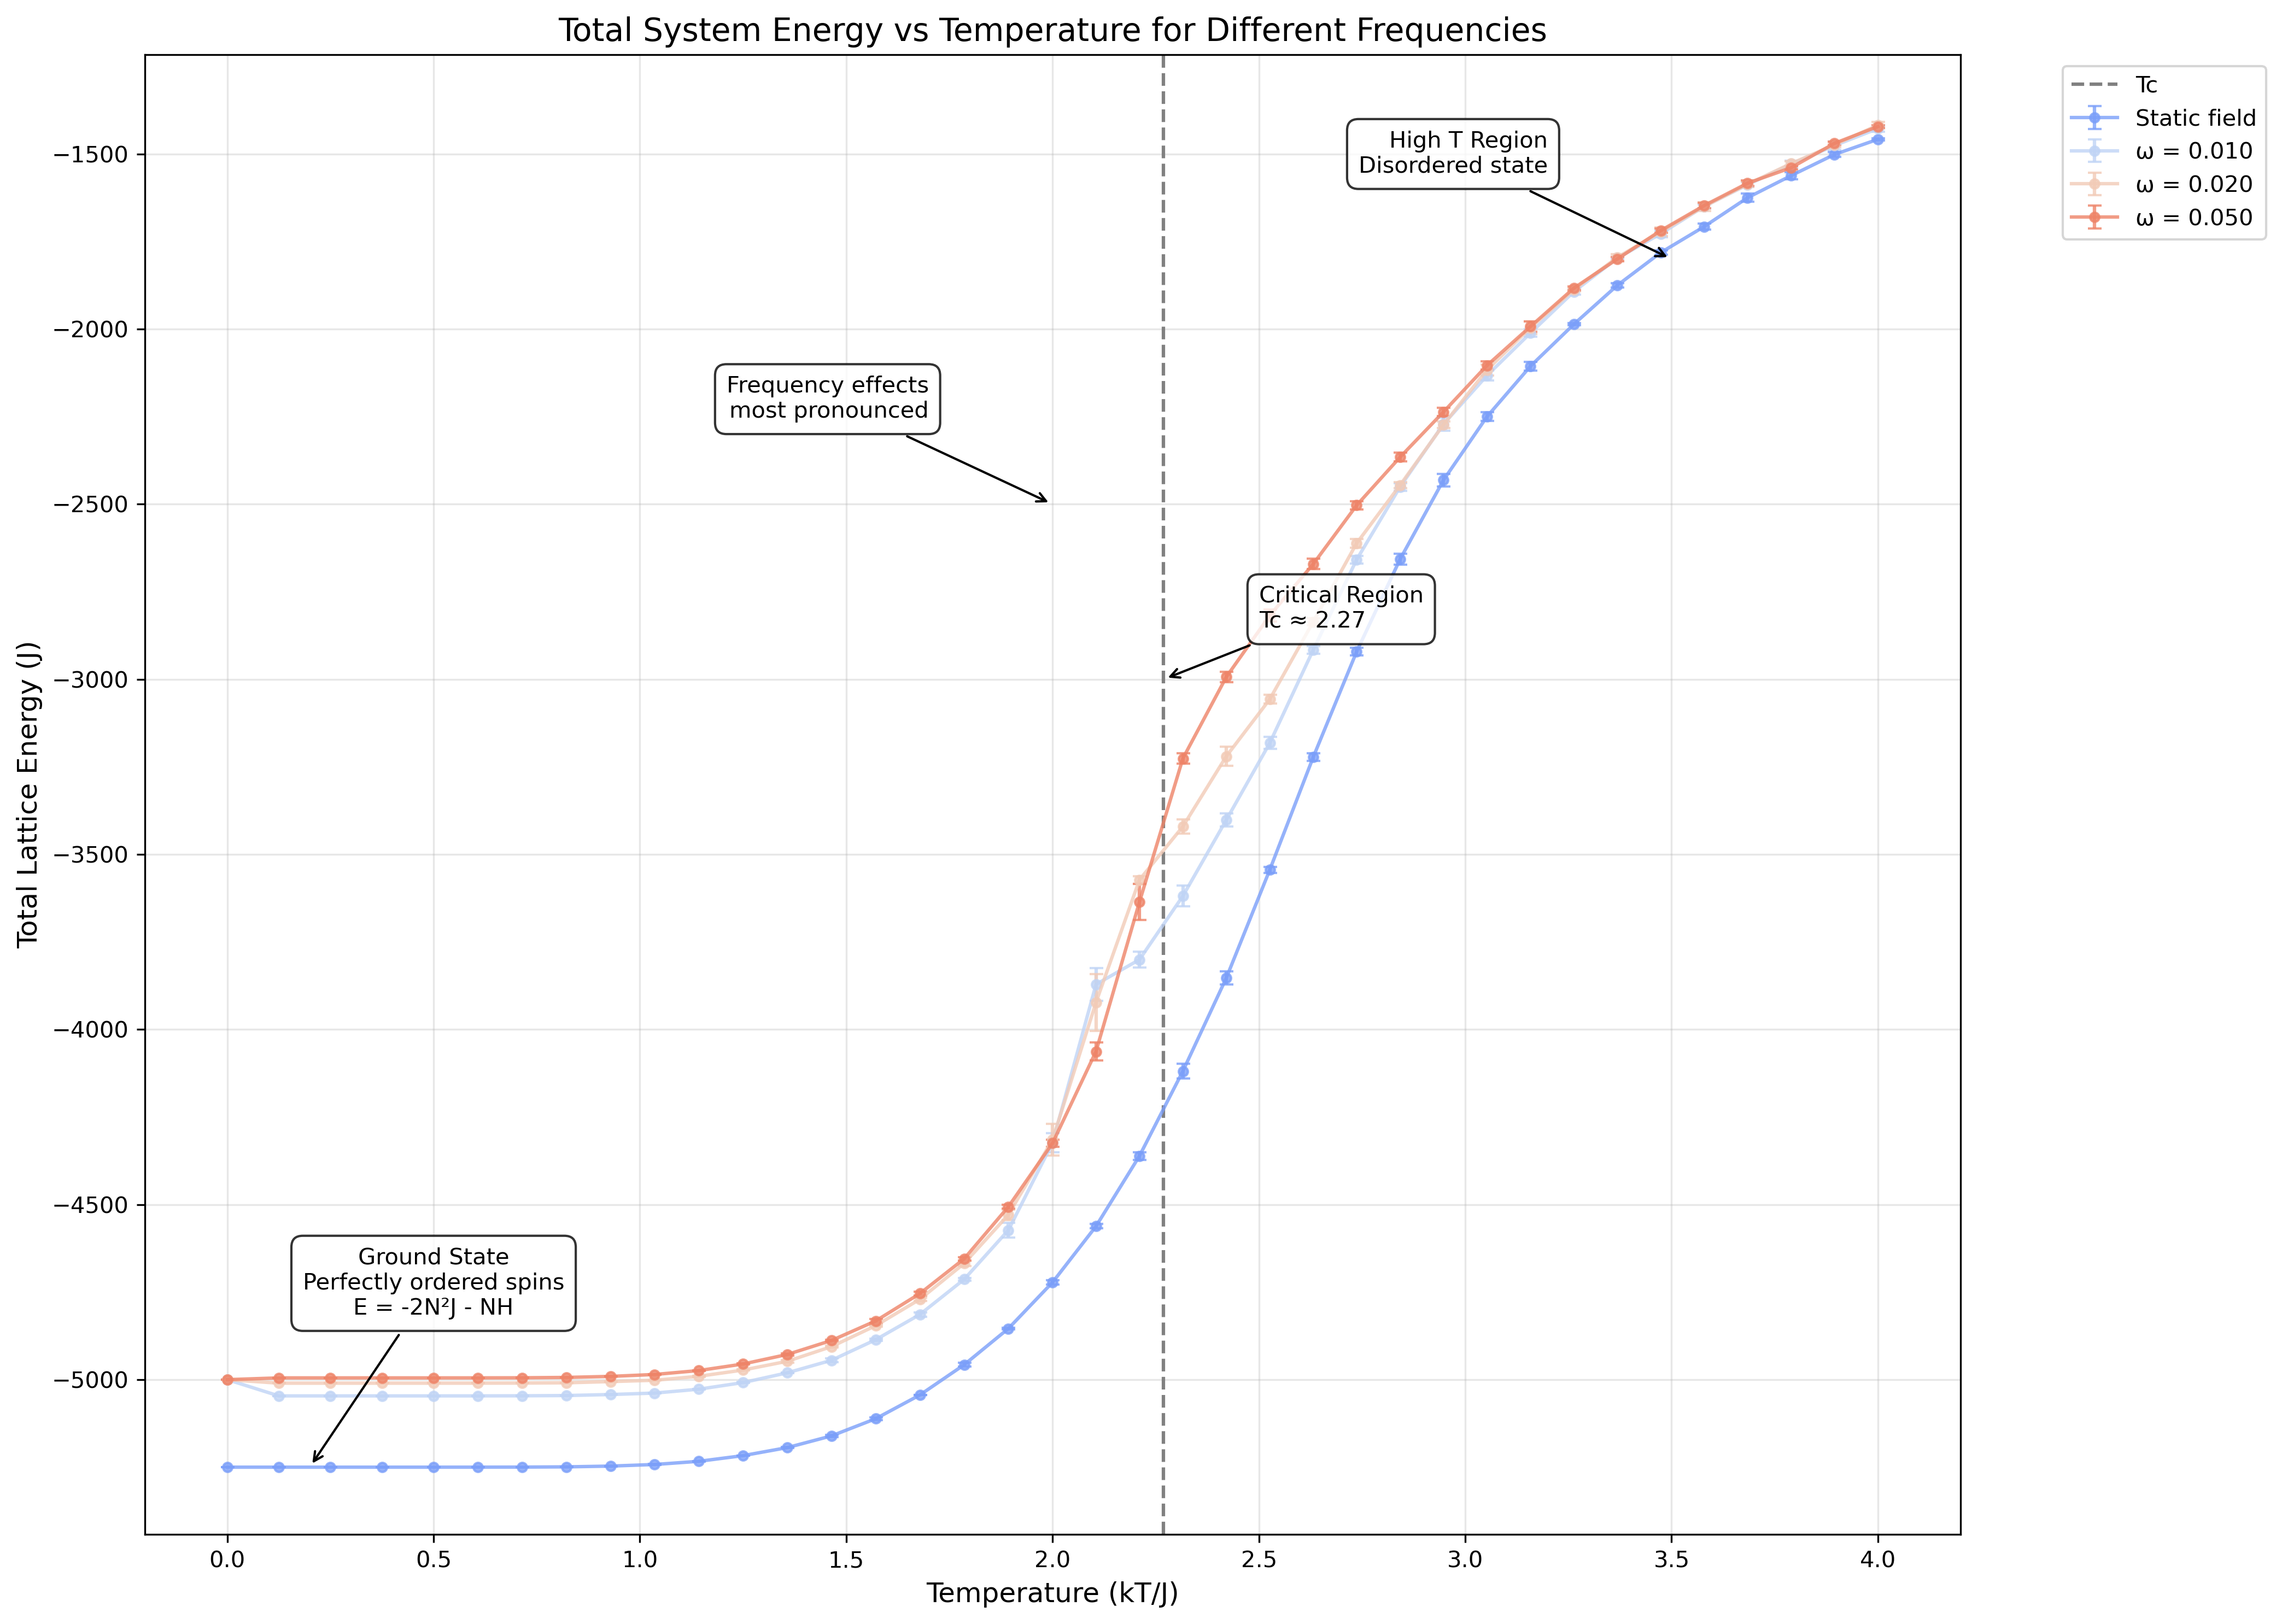 Total System Energy vs Temperature for Different Frequencies
Tc
Static field
ω = 0.010
ω = 0.020
ω = 0.050
High T Region
Disordered state
Frequency effects
most pronounced
Critical Region
Tc ≈ 2.27
Ground State
Perfectly ordered spins
E = -2N²J - NH
Total Lattice Energy (J)
−1500
−2000
−2500
−3000
−3500
−4000
−4500
−5000
0.0
0.5
1.0
1.5
2.0
2.5
3.0
3.5
4.0
Temperature (kT/J)